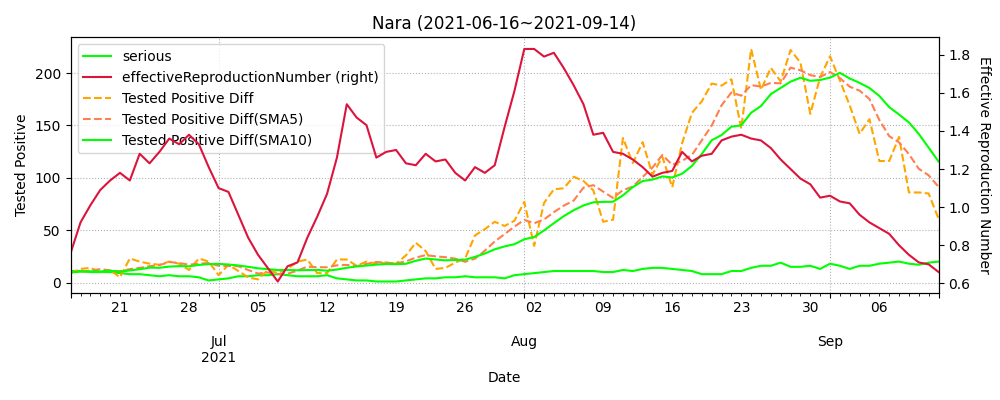 Nara (2021-06-16~2021-09-14)
serious
effectiveReproductionNumber (right)
Tested Positive Diff
Tested Positive Diff(SMA5)
Tested Positive Diff(SMA10)
Tested Positive
0
50
100
150
200
Effective Reproduction Number
0.6
0.8
1.0
1.2
1.4
1.6
1.8
21 28 05 12 19 26 02 09 16 23 30 06
Jul Aug Sep
2021
Date